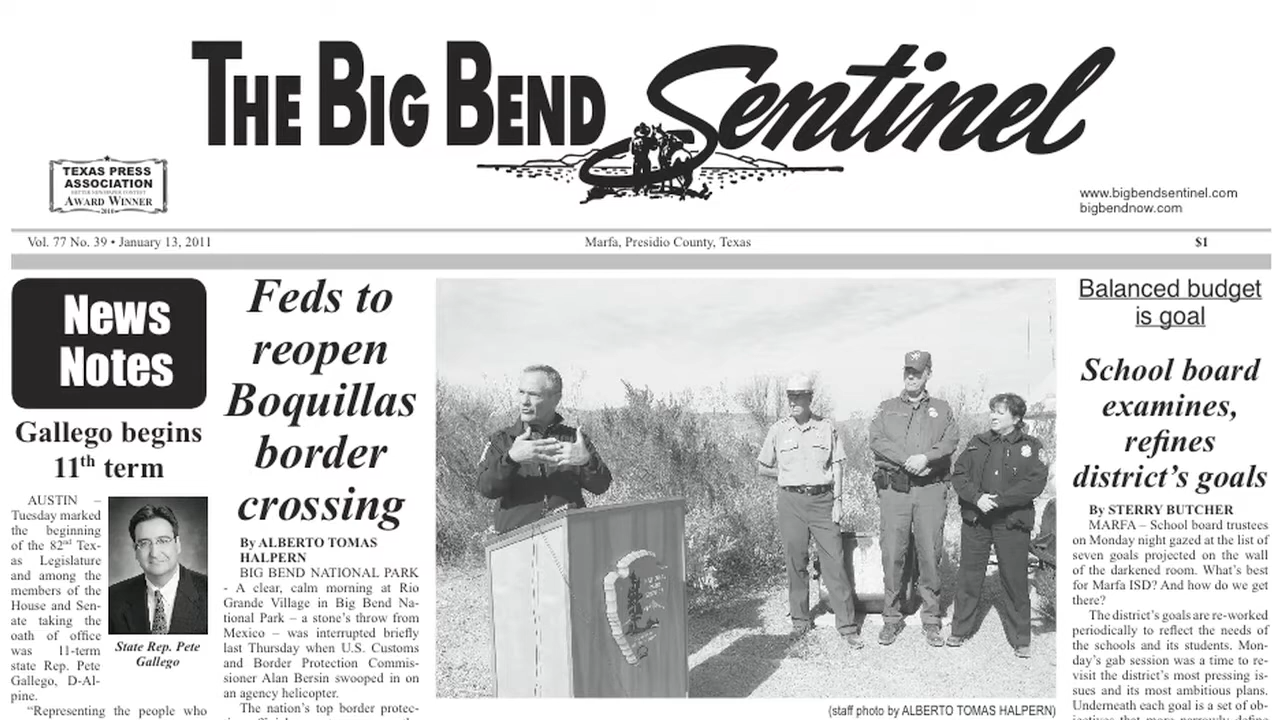 THE BIG BEND Sentinel
TEXAS PRESS
ASSOCIATION
BETTER NEWSPAPER CONTEST
AWARD WINNER
2010
www.bigbendsentinel.com
bigbendnow.com
Vol. 77 No. 39 • January 13, 2011
Marfa, Presidio County, Texas
$1
News
Notes
Gallego begins
11th term
AUSTIN –
Tuesday marked
the beginning
of the 82nd Tex-
as Legislature
and among the
members of the
House and Sen-
ate taking the
oath of office
was 11-term
state Rep. Pete
Gallego, D-Al-
pine.
“Representing the people who
State Rep. Pete
Gallego
Feds to
reopen
Boquillas
border
crossing
By ALBERTO TOMAS
HALPERN
BIG BEND NATIONAL PARK
- A clear, calm morning at Rio
Grande Village in Big Bend Na-
tional Park – a stone’s throw from
Mexico – was interrupted briefly
last Thursday when U.S. Customs
and Border Protection Commis-
sioner Alan Bersin swooped in on
an agency helicopter.
The nation’s top border protec-
(staff photo by ALBERTO TOMAS HALPERN)
Balanced budget
is goal
School board
examines,
refines
district’s goals
By STERRY BUTCHER
MARFA – School board trustees
on Monday night gazed at the list of
seven goals projected on the wall
of the darkened room. What’s best
for Marfa ISD? And how do we get
there?
The district’s goals are re-worked
periodically to reflect the needs of
the schools and its students. Mon-
day’s gab session was a time to re-
visit the district’s most pressing is-
sues and its most ambitious plans.
Underneath each goal is a set of ob-